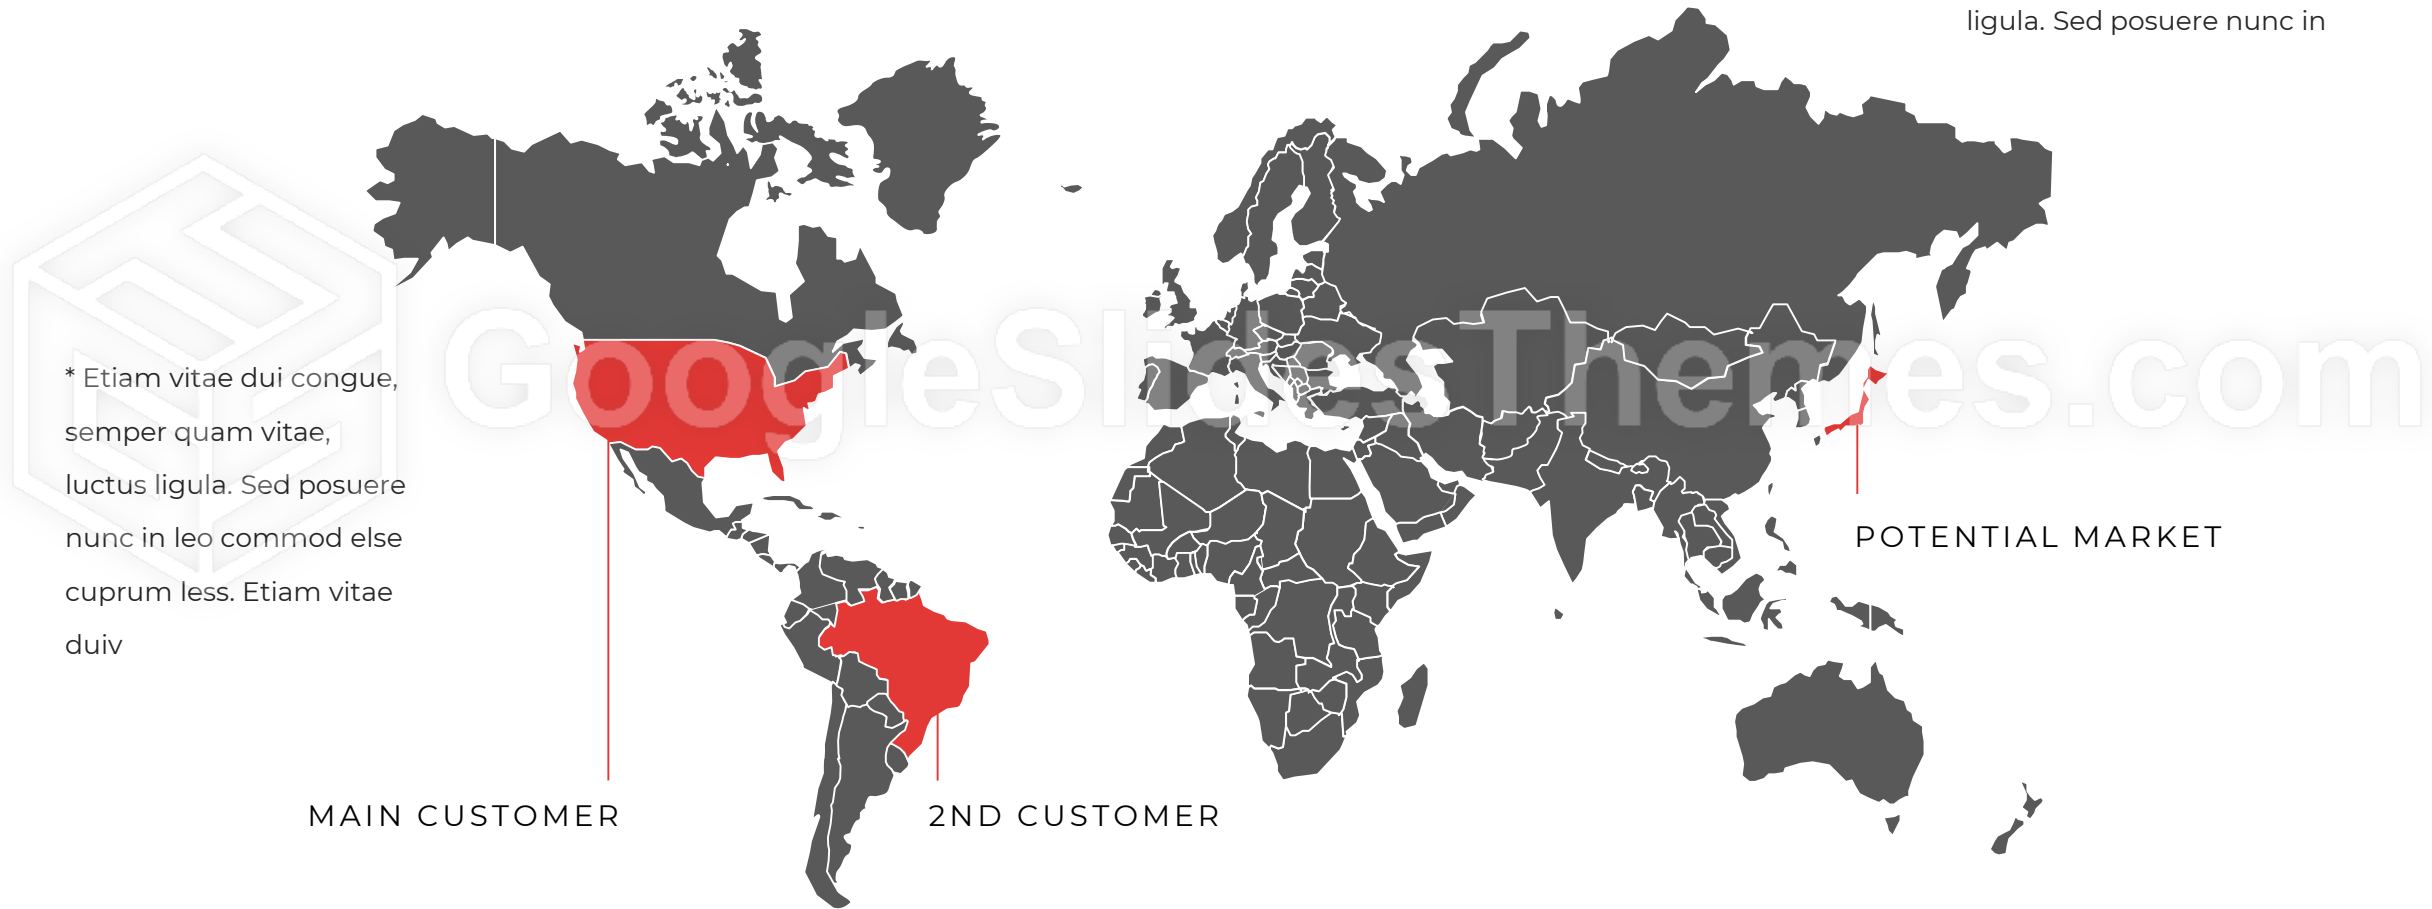 ligula. Sed posuere nunc in
GoogleSlidesThemes.com
* Etiam vitae dui congue,
semper quam vitae,
luctus ligula. Sed posuere
nunc in leo commod else
cuprum less. Etiam vitae
duiv
POTENTIAL MARKET
MAIN CUSTOMER
2ND CUSTOMER